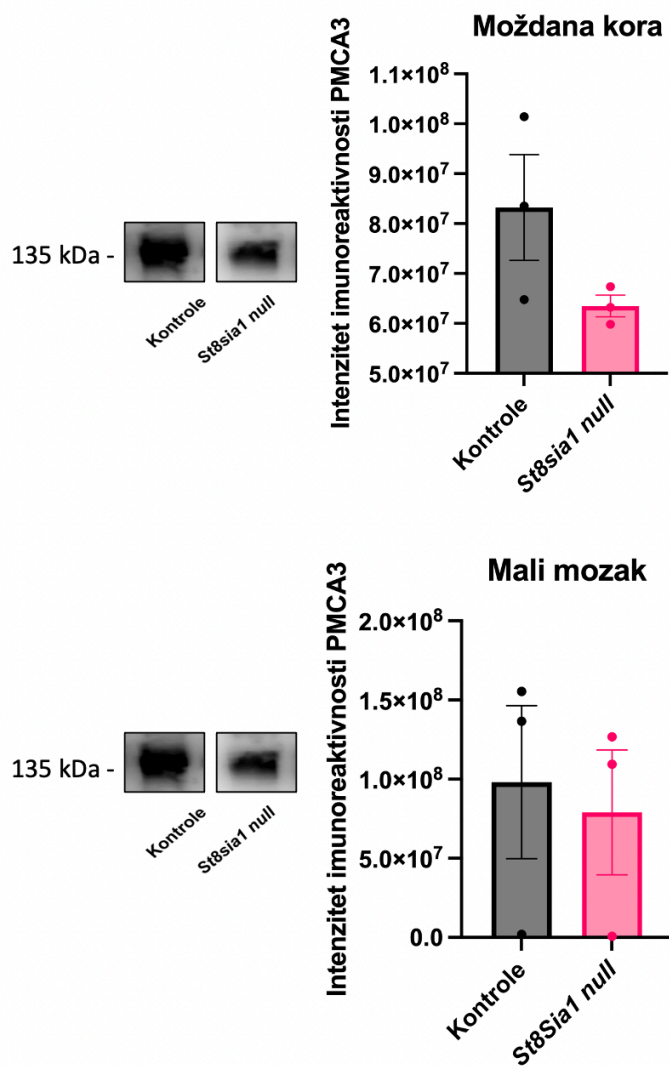 Moždana kora
Intenzitet imunoreaktivnosti PMCA3
1.1×10⁸
1.0×10⁸
9.0×10⁷
8.0×10⁷
7.0×10⁷
6.0×10⁷
5.0×10⁷
Kontrole
St8sia1 null
135 kDa -
Kontrole
St8sia1 null
Mali mozak
Intenzitet imunoreaktivnosti PMCA3
2.0×10⁸
1.5×10⁸
1.0×10⁸
5.0×10⁷
0.0
Kontrole
St8Sia1 null
135 kDa -
Kontrole
St8sia1 null